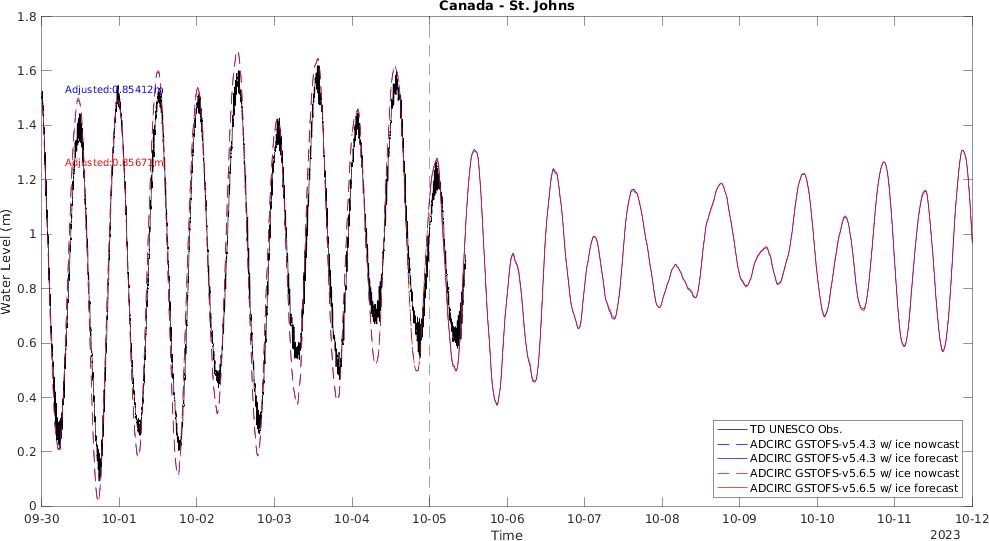 Canada - St. Johns
1.8
1.6
1.4
1.2
1
0.8
0.6
0.4
0.2
0
Water Level (m)
Adjusted:0.85412m
Adjusted:0.85671m
TD UNESCO Obs.
ADCIRC GSTOFS-v5.4.3 w/ ice nowcast
ADCIRC GSTOFS-v5.4.3 w/ ice forecast
ADCIRC GSTOFS-v5.6.5 w/ ice nowcast
ADCIRC GSTOFS-v5.6.5 w/ ice forecast
09-30 10-01 10-02 10-03 10-04 10-05 10-06 10-07 10-08 10-09 10-10 10-11 10-12
Time
2023